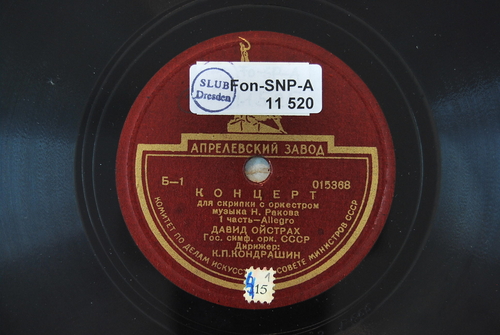 SLUB
Dresden
Fon-SNP-A
11 520
АПРЕЛЕВСКИЙ ЗАВОД
Б—1
015368
КОНЦЕРТ
для скрипки с оркестром
музыка Н. Ракова
1 часть—Allegro
ДАВИД ОЙСТРАХ
Гос. симф. орк. СССР
Дирижер:
К.П.КОНДРАШИН
КОМИТЕТ ПО ДЕЛАМ ИСКУССТВ СОВЕТЕ МИНИСТРОВ СССР
1
15